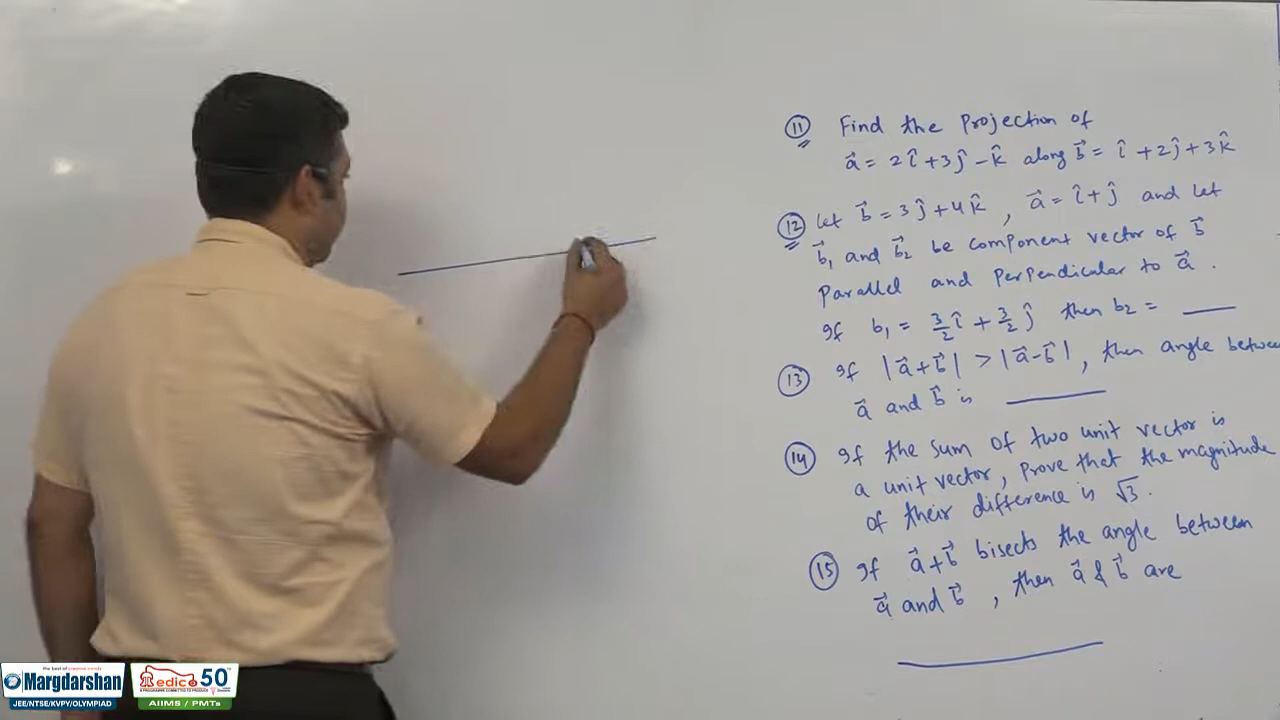 ⑪ Find the Projection of
a⃗ = 2î + 3ĵ - k̂ along b⃗ = î + 2ĵ + 3k̂
⑫ Let b⃗ = 3ĵ + 4k̂ , a⃗ = î + ĵ and let
b⃗₁ and b⃗₂ be component vector of b⃗
Parallel and Perpendicular to a⃗ .
If b₁ = 3/2 î + 3/2 ĵ then b₂ = ____
⑬ If |a⃗+b⃗| > |a⃗-b⃗| , then angle betwee
a⃗ and b⃗ is ____
⑭ If the sum of two unit vector is
a unit vector, prove that the magnitude
of their difference is √3.
⑮ If a⃗+b⃗ bisects the angle between
a⃗ and b⃗ , then a⃗ & b⃗ are
____
Margdarshan
JEE/NTSE/KVPY/OLYMPIAD
Medico 50
AIIMS / PMTs